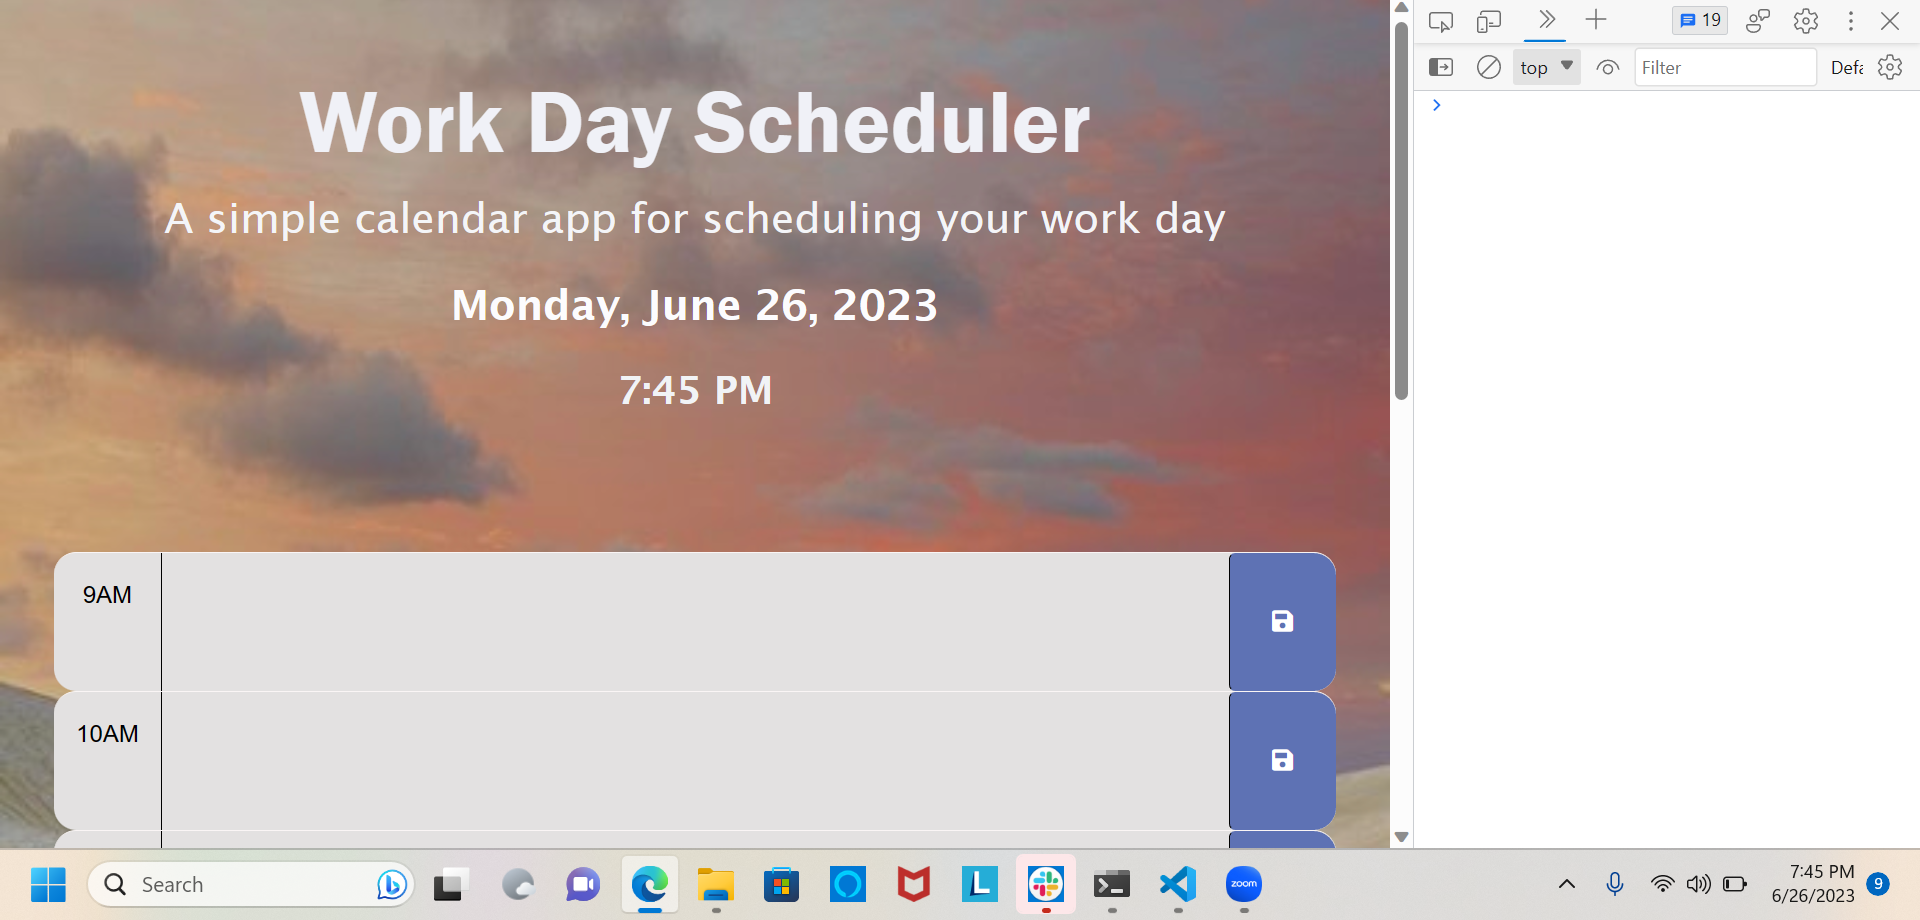 Work Day Scheduler
A simple calendar app for scheduling your work day
Monday, June 26, 2023
7:45 PM
9AM
10AM
19
top
Filter
Defa
>
Search
L
zoom
7:45 PM
6/26/2023
9